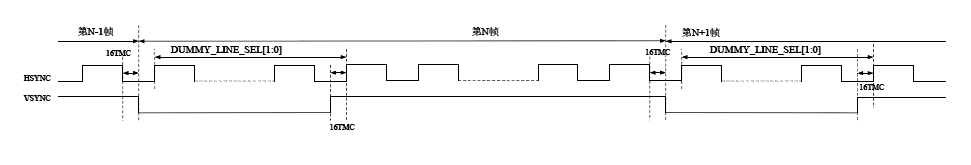 第N-1帧 第N帧 第N+1帧
16TMC DUMMY_LINE_SEL[1:0] 16TMC DUMMY_LINE_SEL[1:0]
HSYNC
16TMC
VSYNC
16TMC